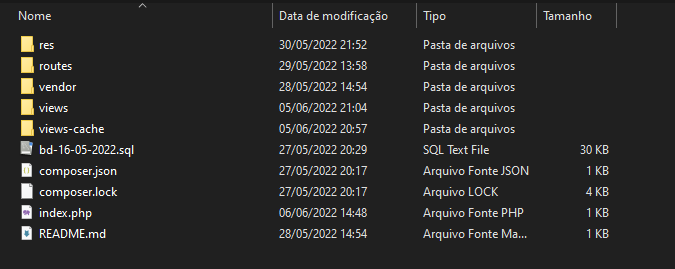 Nome Data de modificação Tipo Tamanho
res 30/05/2022 21:52 Pasta de arquivos
routes 29/05/2022 13:58 Pasta de arquivos
vendor 28/05/2022 14:54 Pasta de arquivos
views 05/06/2022 21:04 Pasta de arquivos
views-cache 05/06/2022 20:57 Pasta de arquivos
bd-16-05-2022.sql 27/05/2022 20:29 SQL Text File 30 KB
composer.json 27/05/2022 20:17 Arquivo Fonte JSON 1 KB
composer.lock 27/05/2022 20:17 Arquivo LOCK 4 KB
index.php 06/06/2022 14:48 Arquivo Fonte PHP 1 KB
README.md 28/05/2022 14:54 Arquivo Fonte Ma... 1 KB